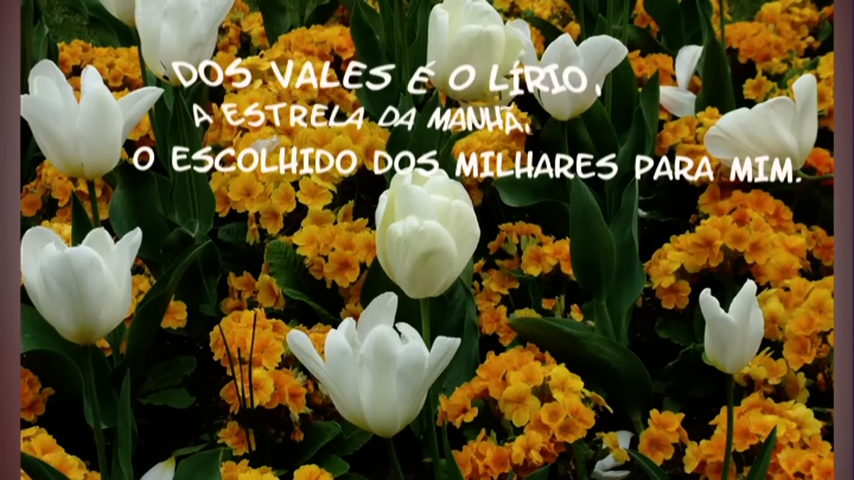 DOS VALES É O LÍRIO,
A ESTRELA DA MANHÃ,
O ESCOLHIDO DOS MILHARES PARA MIM.